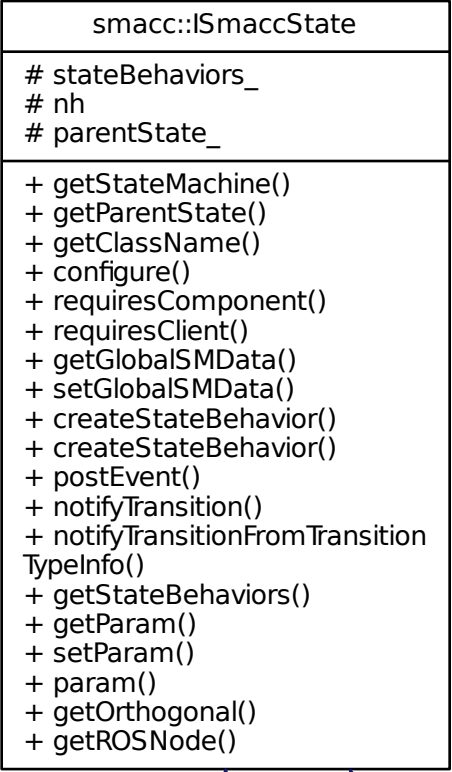 smacc::ISmaccState
# stateBehaviors_
# nh
# parentState_
+ getStateMachine()
+ getParentState()
+ getClassName()
+ configure()
+ requiresComponent()
+ requiresClient()
+ getGlobalSMData()
+ setGlobalSMData()
+ createStateBehavior()
+ createStateBehavior()
+ postEvent()
+ notifyTransition()
+ notifyTransitionFromTransition
TypeInfo()
+ getStateBehaviors()
+ getParam()
+ setParam()
+ param()
+ getOrthogonal()
+ getROSNode()